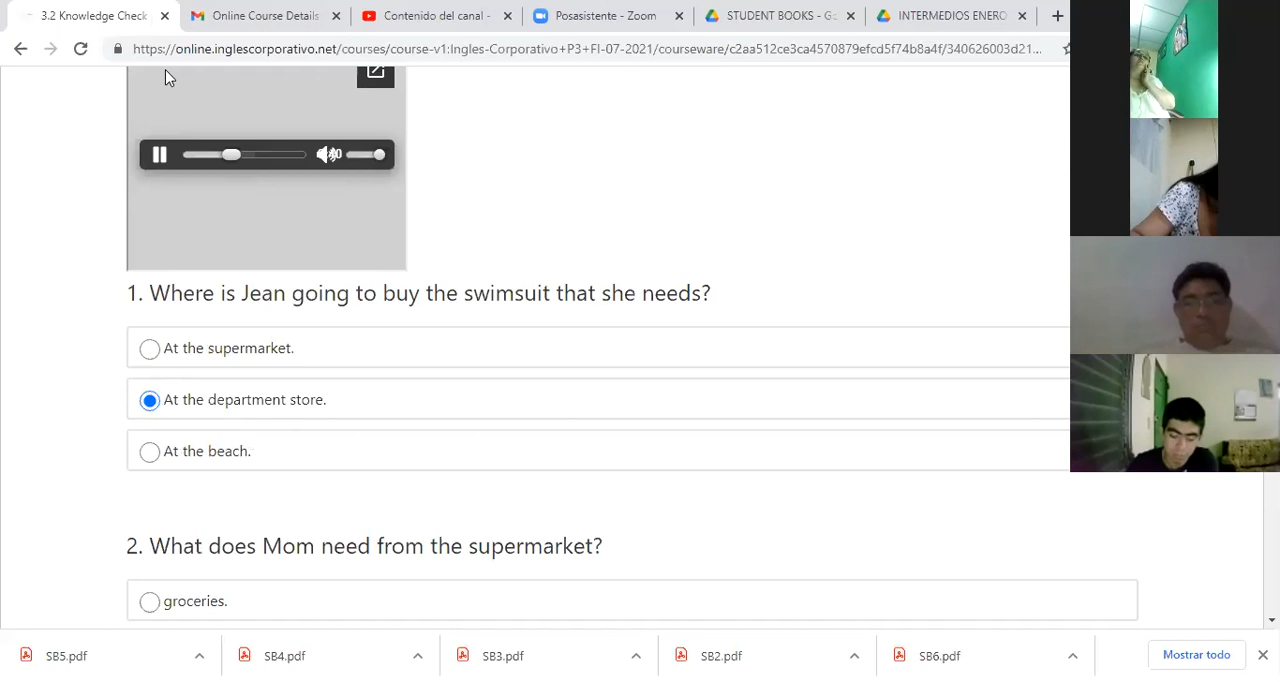 3.2 Knowledge Check
Online Course Details
Contenido del canal -
Posasistente - Zoom
STUDENT BOOKS - Go
INTERMEDIOS ENERO
https://online.inglescorporativo.net/courses/course-v1:Ingles-Corporativo+P3+FI-07-2021/courseware/c2aa512ce3ca4570879efcd5f74b8a4f/340626003d21...
1. Where is Jean going to buy the swimsuit that she needs?
At the supermarket.
At the department store.
At the beach.
2. What does Mom need from the supermarket?
groceries.
SB5.pdf
SB4.pdf
SB3.pdf
SB2.pdf
SB6.pdf
Mostrar todo